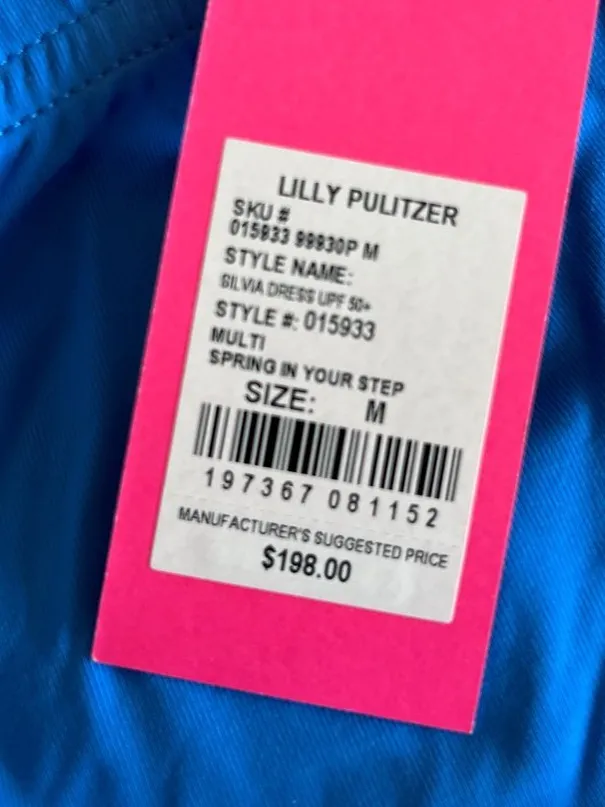 LILLY PULITZER
SKU #
015933 99930P M
STYLE NAME:
SILVIA DRESS UPF 50+
STYLE #: 015933
MULTI
SPRING IN YOUR STEP
SIZE: M
197367 081152
MANUFACTURER'S SUGGESTED PRICE
$198.00